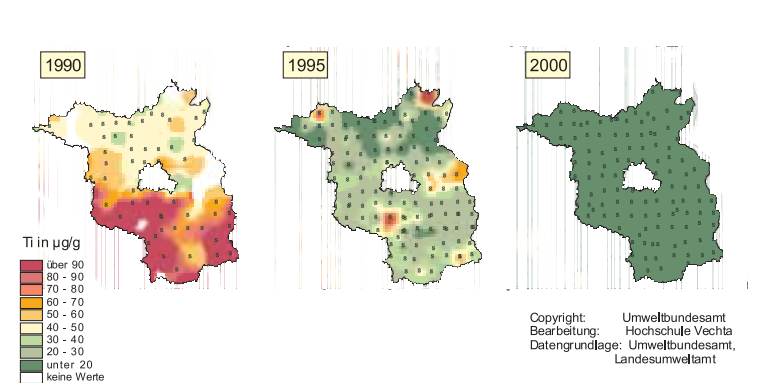 1990
1995
2000
Ti in µg/g
über 90
80 - 90
70 - 80
60 - 70
50 - 60
40 - 50
30 - 40
20 - 30
unter 20
keine Werte
Copyright: Umweltbundesamt
Bearbeitung: Hochschule Vechta
Datengrundlage: Umweltbundesamt,
Landesumweltamt